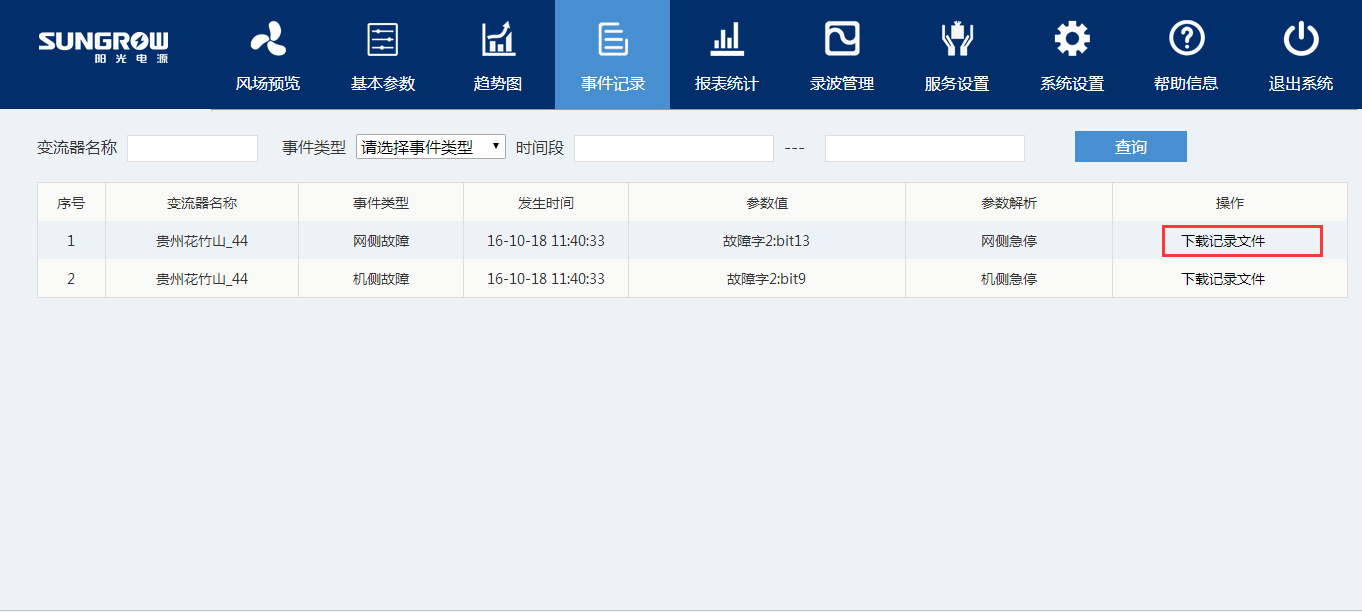 SUNGROW
阳光电源
风场预览 基本参数 趋势图 事件记录 报表统计 录波管理 服务设置 系统设置 帮助信息 退出系统
变流器名称 事件类型 请选择事件类型 时间段 --- 查询
序号 变流器名称 事件类型 发生时间 参数值 参数解析 操作
1 贵州花竹山_44 网侧故障 16-10-18 11:40:33 故障字2:bit13 网侧急停 下载记录文件
2 贵州花竹山_44 机侧故障 16-10-18 11:40:33 故障字2:bit9 机侧急停 下载记录文件